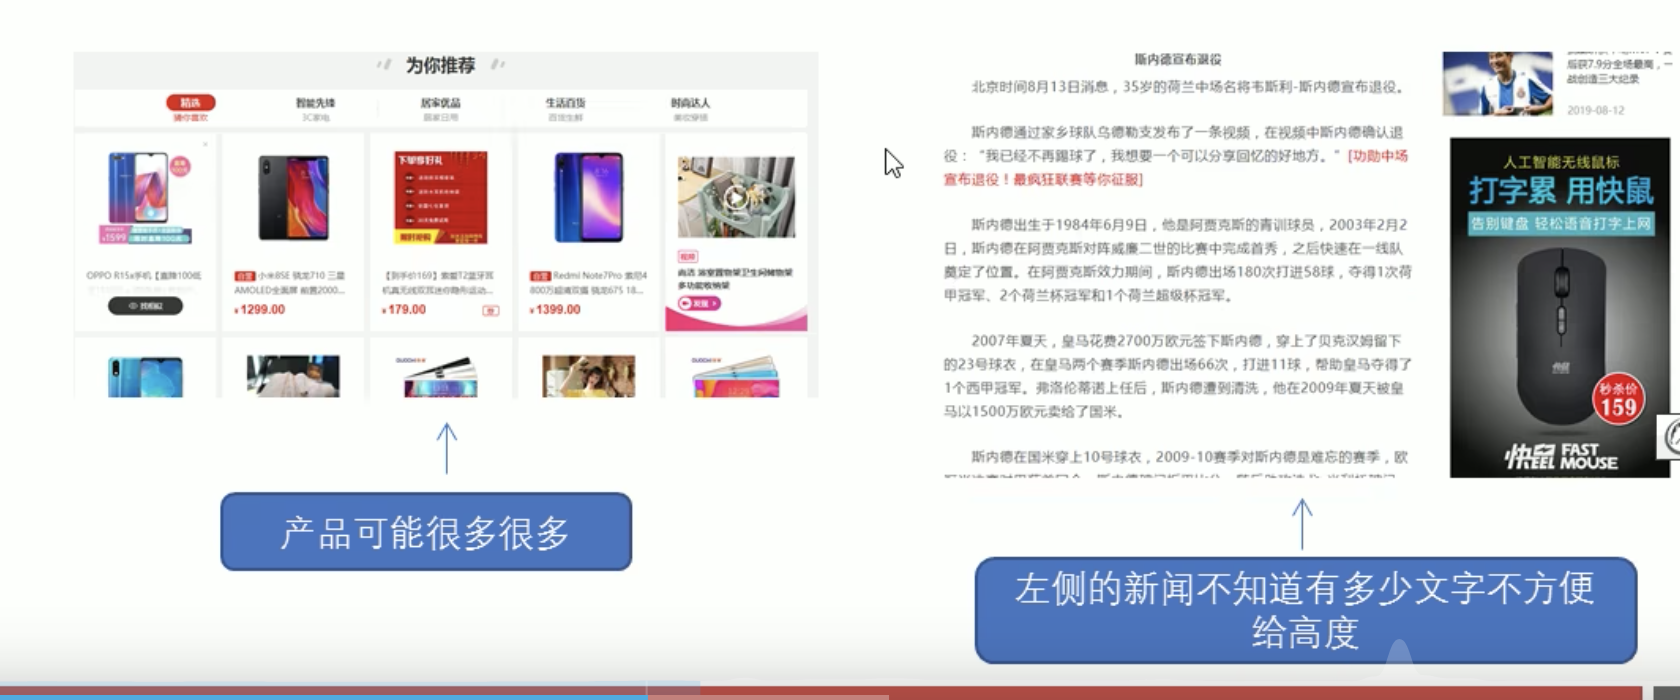 为你推荐
精选 智能先锋 居家优品 生活百货 时尚达人
猜你喜欢 3C家电 居家日用 百货生鲜 美妆穿搭
¥1599
下单享好礼
OPPO R15x手机【直降100低
小米8SE 骁龙710 三星
AMOLED全面屏 前置2000...
¥1299.00
【到手价169】索爱T2蓝牙耳
机真无线双耳迷你隐形运动...
¥179.00
自营 Redmi Note7Pro 索尼4
800万超清双摄 骁龙675 18...
¥1399.00
视频
尚洁 浴室置物架卫生间储物架
多功能收纳架
产品可能很多很多
斯内德宣布退役
北京时间8月13日消息，35岁的荷兰中场名将韦斯利-斯内德宣布退役。
斯内德通过家乡球队乌德勒支发布了一条视频，在视频中斯内德确认退
役：“我已经不再踢球了，我想要一个可以分享回忆的好地方。”[功勋中场
宣布退役！最疯狂联赛等你征服]
斯内德出生于1984年6月9日，他是阿贾克斯的青训球员，2003年2月2
日，斯内德在阿贾克斯对阵威廉二世的比赛中完成首秀，之后快速在一线队
奠定了位置。在阿贾克斯效力期间，斯内德出场180次打进58球，夺得1次荷
甲冠军、2个荷兰杯冠军和1个荷兰超级杯冠军。
2007年夏天，皇马花费2700万欧元签下斯内德，穿上了贝克汉姆留下
的23号球衣，在皇马两个赛季斯内德出场66次，打进11球，帮助皇马夺得了
1个西甲冠军。弗洛伦蒂诺上任后，斯内德遭到清洗，他在2009年夏天被皇
马以1500万欧元卖给了国米。
斯内德在国米穿上10号球衣，2009-10赛季对斯内德是难忘的赛季，欧
后获7.9分全场最高，一
战创造三大纪录
2019-08-12
人工智能无线鼠标
打字累 用快鼠
告别键盘 轻松语音打字上网
秒杀价
159
快鼠 FAST
MOUSE
左侧的新闻不知道有多少文字不方便
给高度